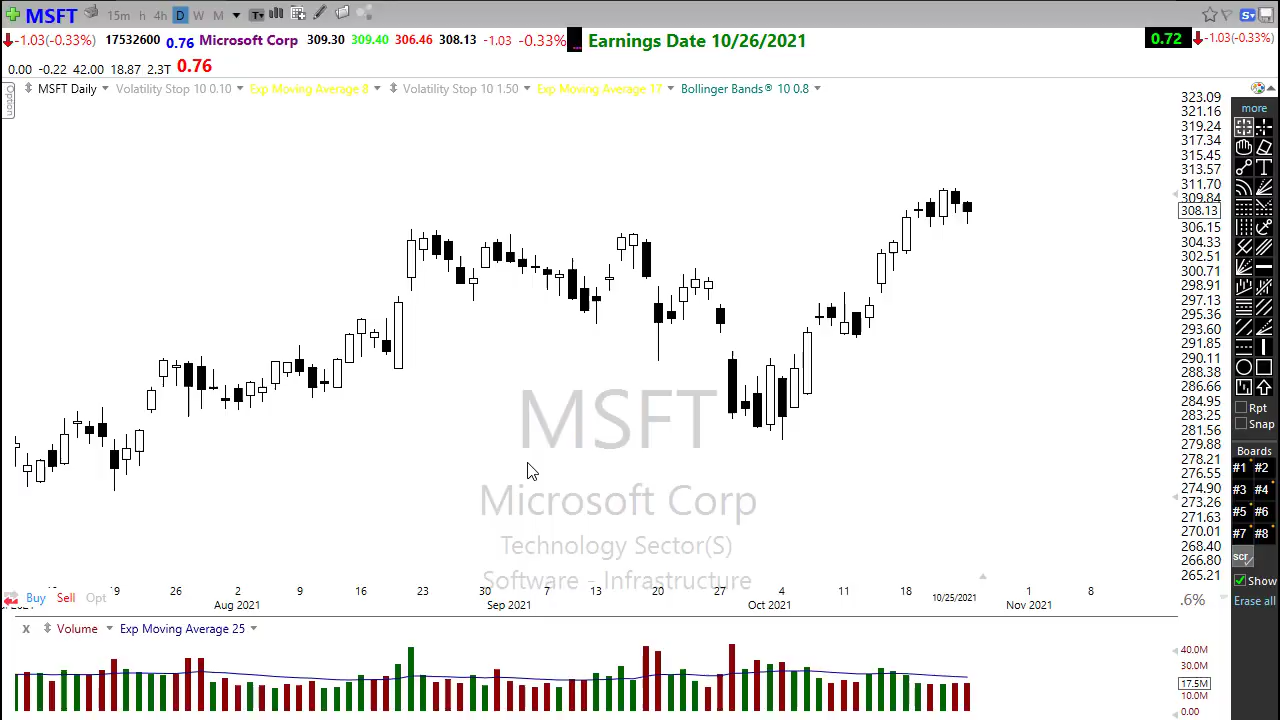 MSFT 15m h 4h D W M T
-1.03(-0.33%) 17532600 0.76 Microsoft Corp 309.30 309.40 306.46 308.13 -1.03 -0.33% Earnings Date 10/26/2021 0.72 -1.03(-0.33%)
0.00 -0.22 42.00 18.87 2.3T 0.76
Option
MSFT Daily Volatility Stop 10 0.10 Exp Moving Average 8 Volatility Stop 10 1.50 Exp Moving Average 17 Bollinger Bands® 10 0.8
323.09
321.16
319.24
317.34
315.45
313.57
311.70
309.84
308.13
306.15
304.33
302.51
300.71
298.91
297.13
295.36
293.60
291.85
290.11
288.38
286.66
284.95
283.25
281.56
279.88
278.21
276.55
274.90
273.26
271.63
270.01
268.40
266.80
265.21
.6%
more
Rpt
Snap
Boards
#1 #2
#3 #4
#5 #6
#7 #8
scr
Show
Erase all
MSFT
Microsoft Corp
Technology Sector(S)
Software - Infrastructure
26 2 9 16 23 30 7 13 20 27 4 11 18 10/25/2021 1 8
Aug 2021 Sep 2021 Oct 2021 Nov 2021
Buy Sell Opt
x Volume Exp Moving Average 25
40.0M
30.0M
17.5M
10.0M
0.00